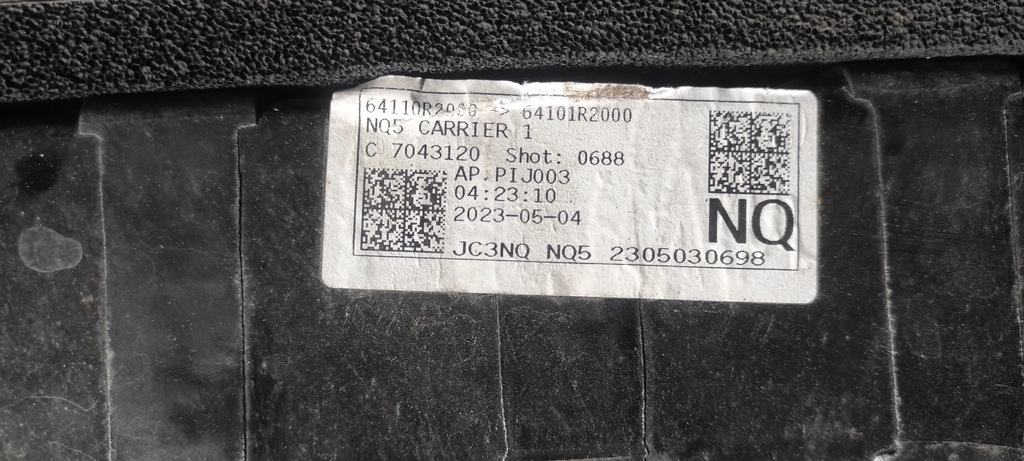 64110R2000 -> 64101R2000
NQ5 CARRIER 1
C 7043120 Shot: 0688
AP.PIJ003
04:23:10
2023-05-04
NQ
JC3NQ NQ5 2305030698